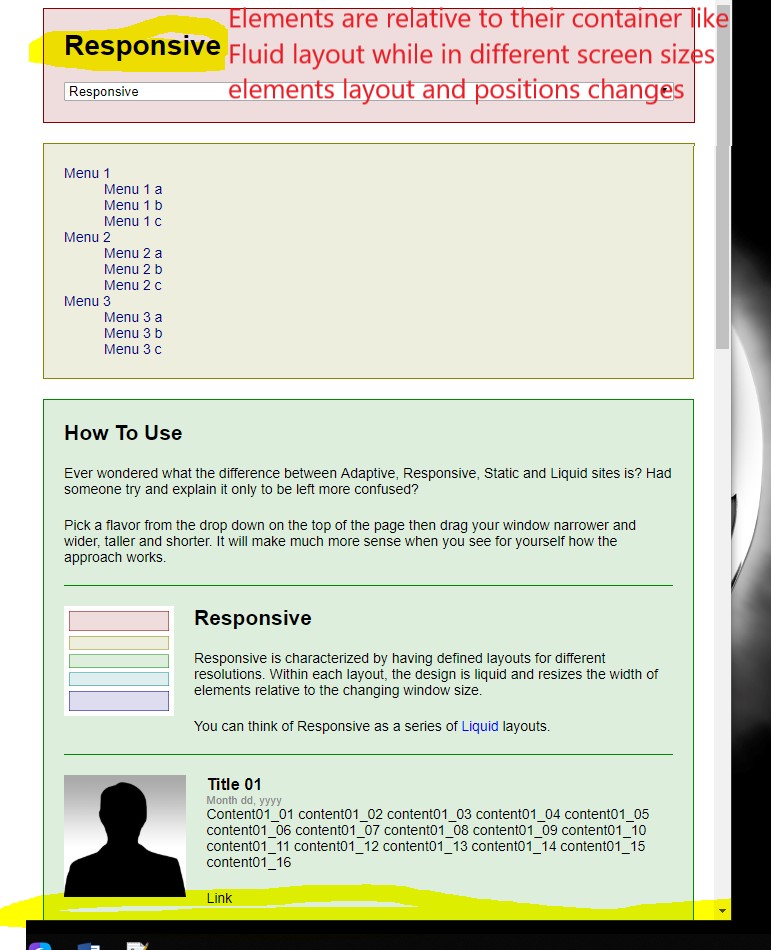 Elements are relative to their container like
Responsive
Fluid layout while in different screen sizes
Responsive
elements layout and positions changes
Menu 1
Menu 1 a
Menu 1 b
Menu 1 c
Menu 2
Menu 2 a
Menu 2 b
Menu 2 c
Menu 3
Menu 3 a
Menu 3 b
Menu 3 c
How To Use
Ever wondered what the difference between Adaptive, Responsive, Static and Liquid sites is? Had
someone try and explain it only to be left more confused?
Pick a flavor from the drop down on the top of the page then drag your window narrower and
wider, taller and shorter. It will make much more sense when you see for yourself how the
approach works.
Responsive
Responsive is characterized by having defined layouts for different
resolutions. Within each layout, the design is liquid and resizes the width of
elements relative to the changing window size.
You can think of Responsive as a series of Liquid layouts.
Title 01
Month dd, yyyy
Content01_01 content01_02 content01_03 content01_04 content01_05
content01_06 content01_07 content01_08 content01_09 content01_10
content01_11 content01_12 content01_13 content01_14 content01_15
content01_16
Link